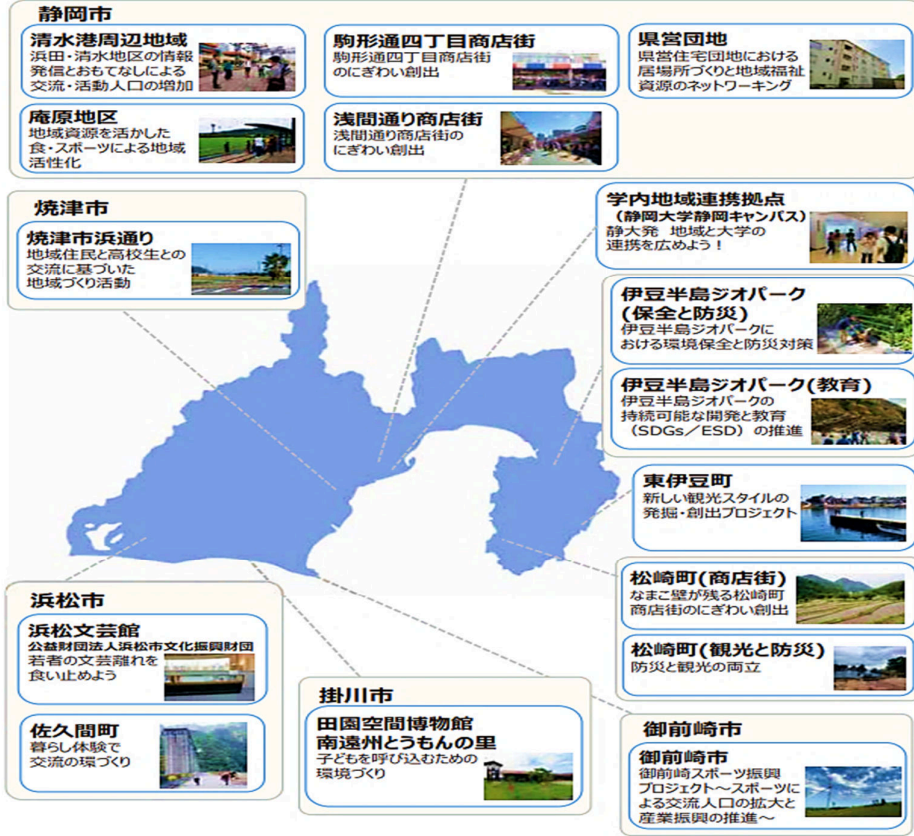 静岡市
清水港周辺地域
浜田・清水地区の情報
発信とおもてなしによる
交流・活動人口の増加
駒形通四丁目商店街
駒形通四丁目商店街
のにぎわい創出
県営団地
県営住宅団地における
居場所づくりと地域福祉
資源のネットワーキング
庵原地区
地域資源を活かした
食・スポーツによる地域
活性化
浅間通り商店街
浅間通り商店街の
にぎわい創出
焼津市
焼津市浜通り
地域住民と高校生との
交流に基づいた
地域づくり活動
学内地域連携拠点
(静岡大学静岡キャンパス)
静大発 地域と大学の
連携を広めよう！
伊豆半島ジオパーク
(保全と防災)
伊豆半島ジオパークに
おける環境保全と防災対策
伊豆半島ジオパーク(教育)
伊豆半島ジオパークの
持続可能な開発と教育
(SDGs／ESD) の推進
東伊豆町
新しい観光スタイルの
発掘・創出プロジェクト
松崎町(商店街)
なまこ壁が残る松崎町
商店街のにぎわい創出
松崎町(観光と防災)
防災と観光の両立
浜松市
浜松文芸館
公益財団法人浜松市文化振興財団
若者の文芸離れを
食い止めよう
佐久間町
暮らし体験で
交流の環づくり
掛川市
田園空間博物館
南遠州とうもんの里
子どもを呼び込むための
環境づくり
御前崎市
御前崎市
御前崎スポーツ振興
プロジェクト～スポーツに
よる交流人口の拡大と
産業振興の推進～